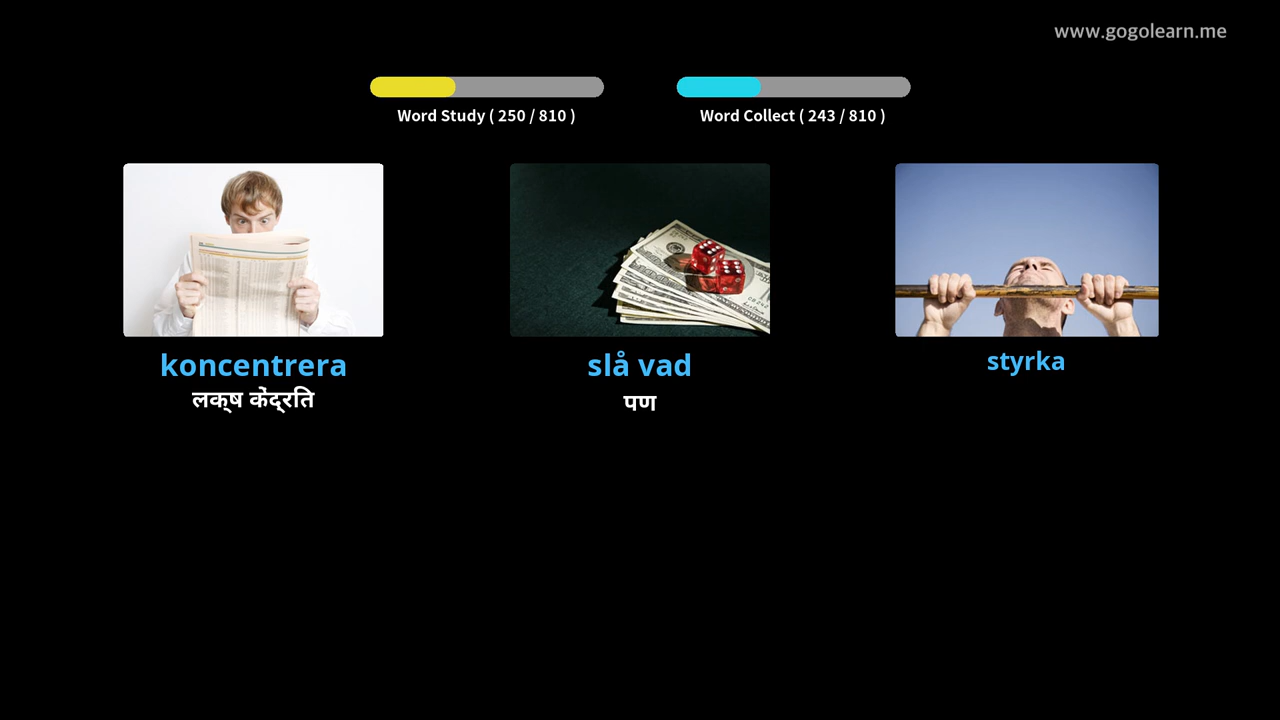 www.gogolearn.me
Word Study ( 250 / 810 )
Word Collect ( 243 / 810 )
koncentrera
लक्ष केंद्रति
slå vad
पण
styrka